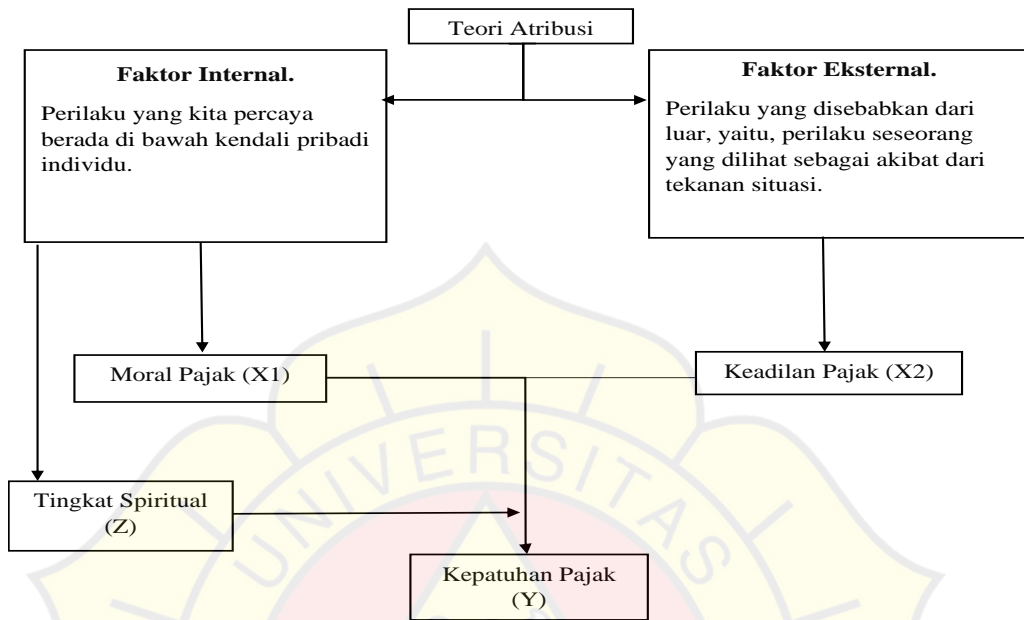 Teori Atribusi
Faktor Internal.
Perilaku yang kita percaya
berada di bawah kendali pribadi
individu.
Faktor Eksternal.
Perilaku yang disebabkan dari
luar, yaitu, perilaku seseorang
yang dilihat sebagai akibat dari
tekanan situasi.
Moral Pajak (X1)
Keadilan Pajak (X2)
UNIVERSITAS
Tingkat Spiritual
(Z)
Kepatuhan Pajak
(Y)